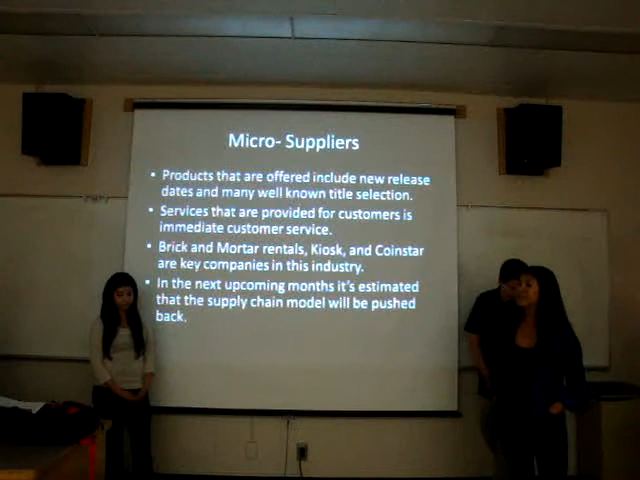 Micro- Suppliers
• Products that are offered include new release
dates and many well known title selection.
• Services that are provided for customers is
immediate customer service.
• Brick and Mortar rentals, Kiosk, and Coinstar
are key companies in this industry.
• In the next upcoming months it's estimated
that the supply chain model will be pushed
back.